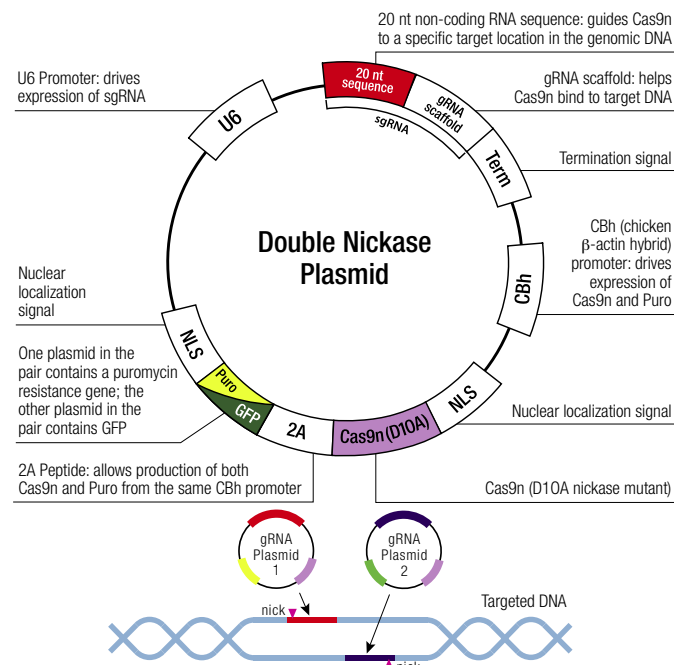 20 nt non-coding RNA sequence: guides Cas9n
to a specific target location in the genomic DNA
U6 Promoter: drives
expression of sgRNA
gRNA scaffold: helps
Cas9n bind to target DNA
20 nt
sequence
gRNA
scaffold
sgRNA
U6
Term
Termination signal
Double Nickase
Plasmid
CBh (chicken
β-actin hybrid)
promoter: drives
expression of
Cas9n and Puro
CBh
Nuclear
localization
signal
NLS
One plasmid in the
pair contains a puromycin
resistance gene; the
other plasmid in the
pair contains GFP
Puro
GFP
2A
Cas9n (D10A)
NLS
Nuclear localization signal
2A Peptide: allows production of both
Cas9n and Puro from the same CBh promoter
Cas9n (D10A nickase mutant)
gRNA
Plasmid
1
gRNA
Plasmid
2
nick
Targeted DNA
nick